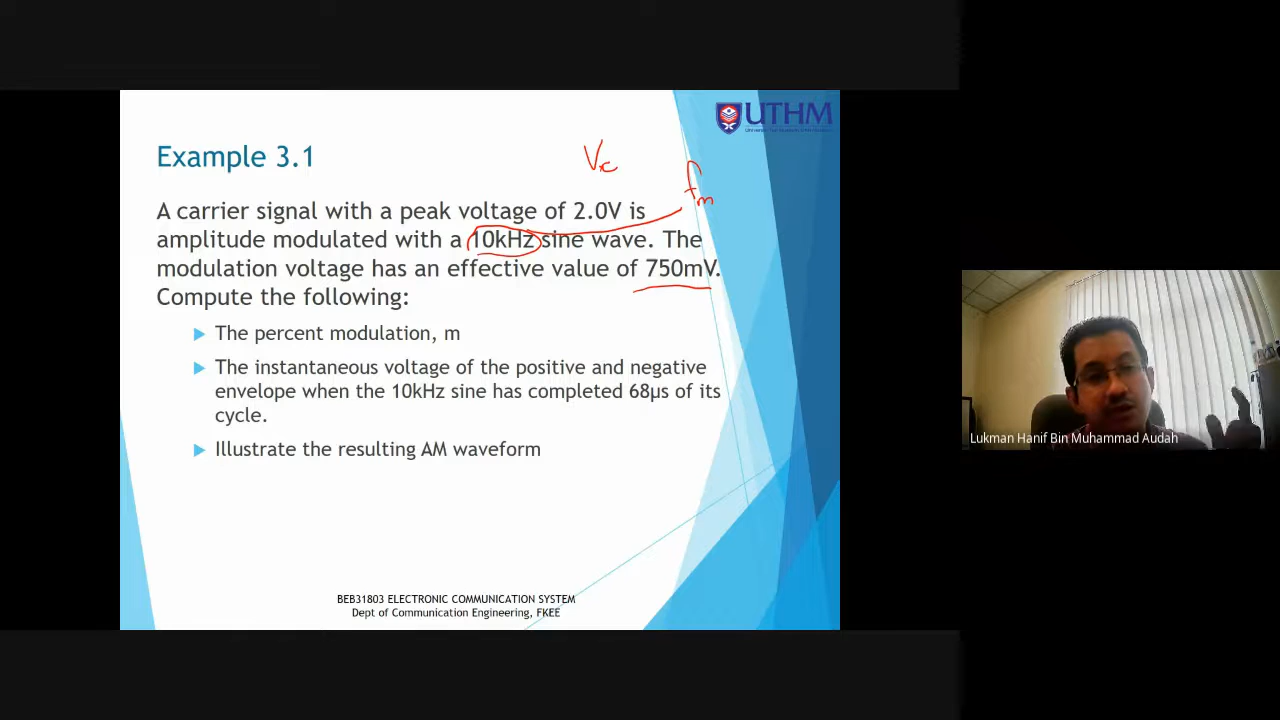 UTHM
Example 3.1
Vc
fm
A carrier signal with a peak voltage of 2.0V is
amplitude modulated with a 10kHz sine wave. The
modulation voltage has an effective value of 750mV.
Compute the following:
The percent modulation, m
The instantaneous voltage of the positive and negative
envelope when the 10kHz sine has completed 68µs of its
cycle.
Illustrate the resulting AM waveform
Lukman Hanif Bin Muhammad Audah
BEB31803 ELECTRONIC COMMUNICATION SYSTEM
Dept of Communication Engineering, FKEE